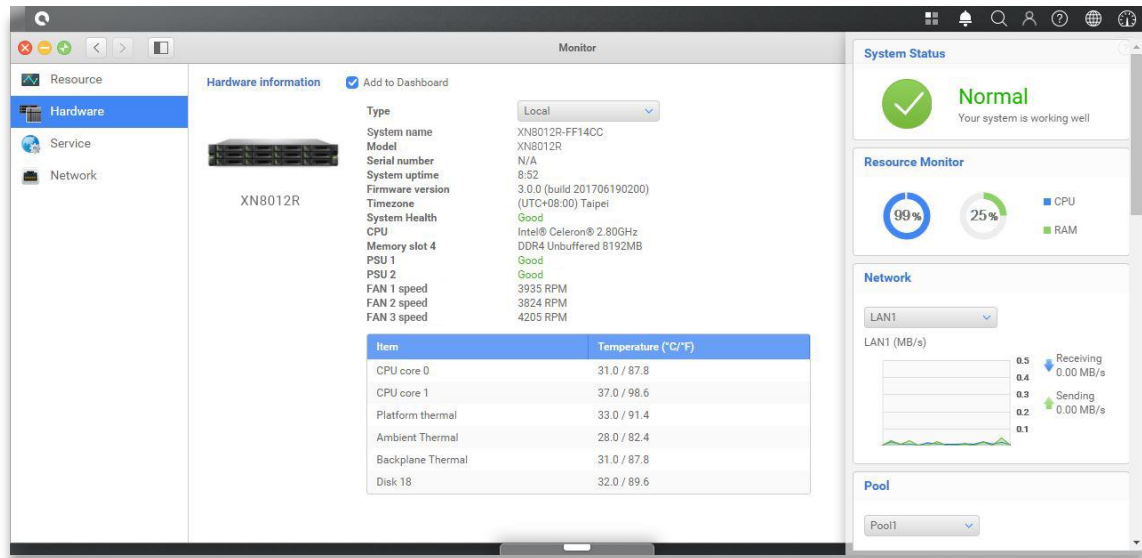 Monitor
Resource
Hardware
Service
Network
Hardware information
Add to Dashboard
XN8012R
Type Local
System name XN8012R-FF14CC
Model XN8012R
Serial number N/A
System uptime 8:52
Firmware version 3.0.0 (build 201706190200)
Timezone (UTC+08:00) Taipei
System Health Good
CPU Intel® Celeron® 2.80GHz
Memory slot 4 DDR4 Unbuffered 8192MB
PSU 1 Good
PSU 2 Good
FAN 1 speed 3935 RPM
FAN 2 speed 3824 RPM
FAN 3 speed 4205 RPM
Item Temperature (°C/°F)
CPU core 0 31.0 / 87.8
CPU core 1 37.0 / 98.6
Platform thermal 33.0 / 91.4
Ambient Thermal 28.0 / 82.4
Backplane Thermal 31.0 / 87.8
Disk 18 32.0 / 89.6
System Status
Normal
Your system is working well
Resource Monitor
99%
25%
CPU
RAM
Network
LAN1
LAN1 (MB/s)
0.5
0.4
0.3
0.2
0.1
Receiving
0.00 MB/s
Sending
0.00 MB/s
Pool
Pool1